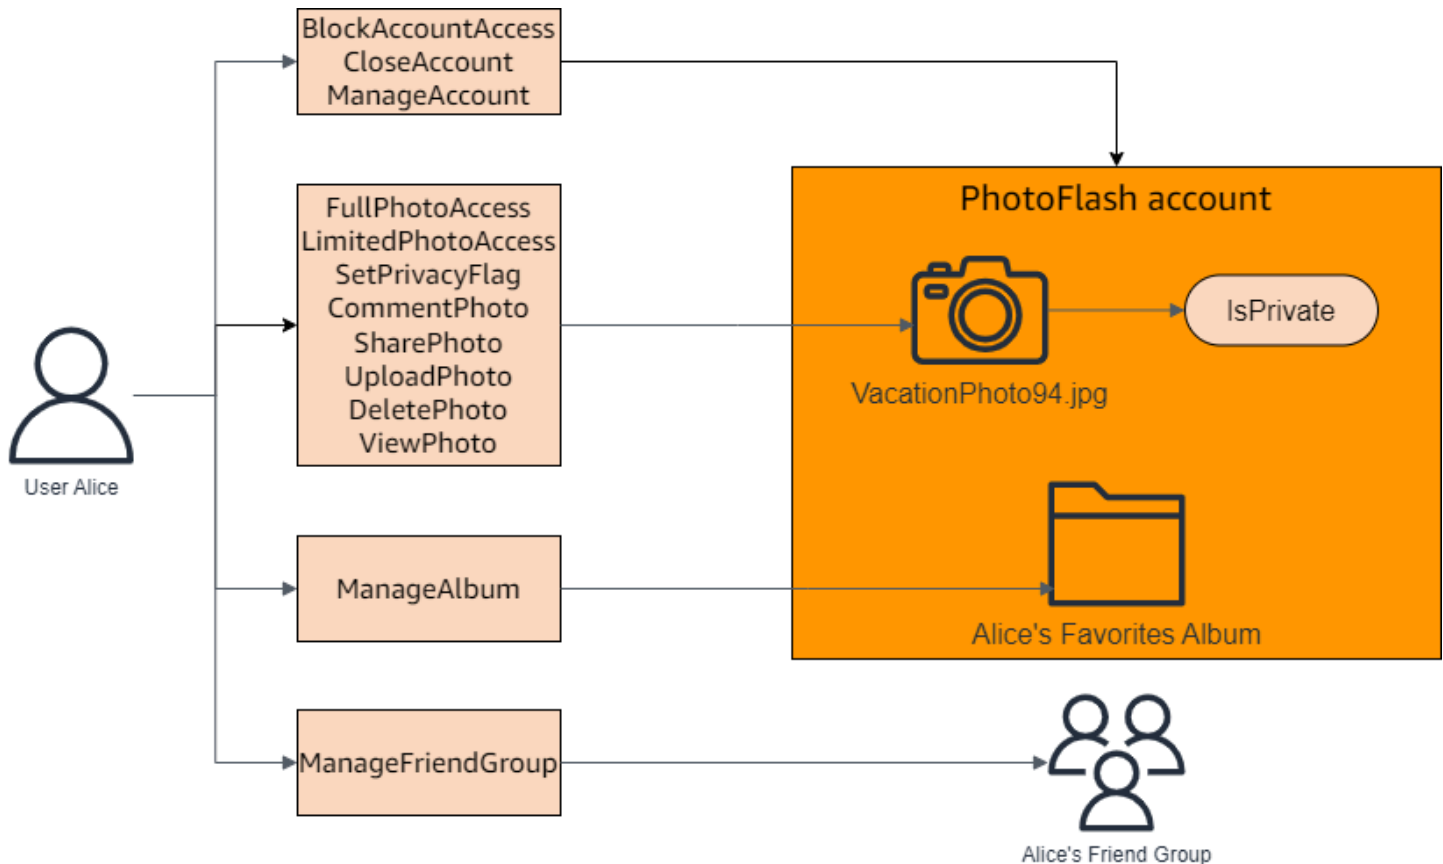 BlockAccountAccess
CloseAccount
ManageAccount
FullPhotoAccess
LimitedPhotoAccess
SetPrivacyFlag
CommentPhoto
SharePhoto
UploadPhoto
DeletePhoto
ViewPhoto
PhotoFlash account
IsPrivate
VacationPhoto94.jpg
User Alice
ManageAlbum
Alice's Favorites Album
ManageFriendGroup
Alice's Friend Group